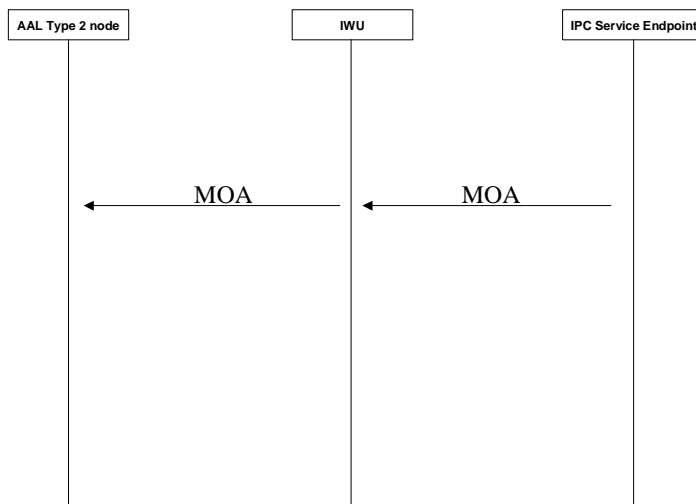 AAL Type 2 node
IWU
IPC Service Endpoint
MOA
MOA